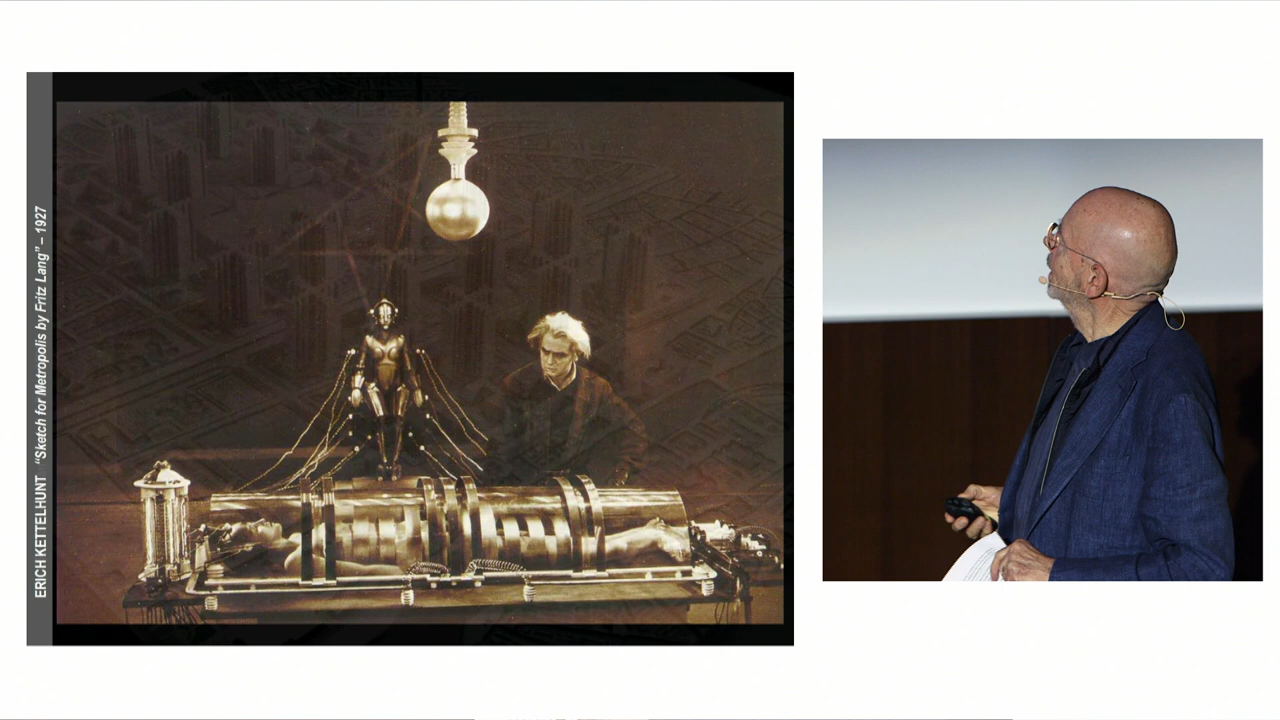 ERICH KETTELHUNT “Sketch for Metropolis by Fritz Lang” – 1927